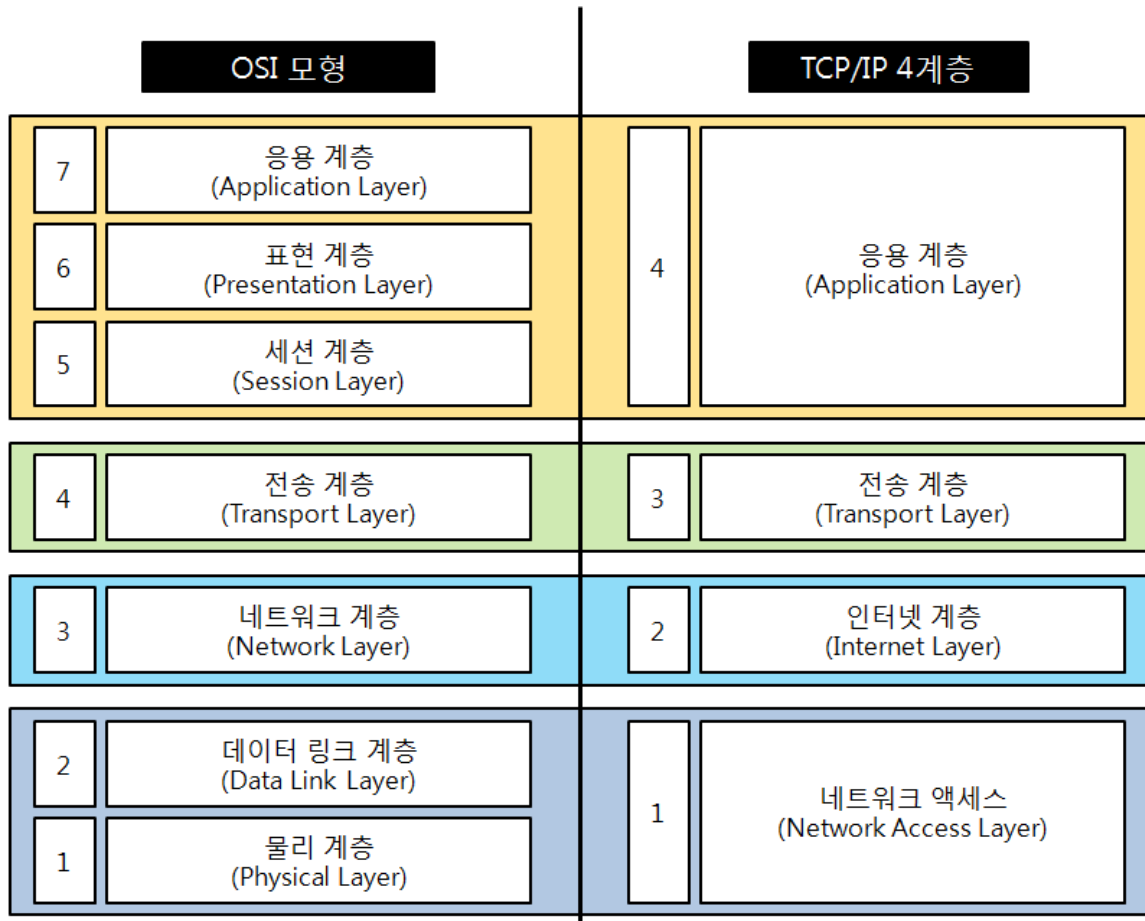 OSI 모형
TCP/IP 4계층
7
응용 계층
(Application Layer)
6
표현 계층
(Presentation Layer)
5
세션 계층
(Session Layer)
4
응용 계층
(Application Layer)
4
전송 계층
(Transport Layer)
3
전송 계층
(Transport Layer)
3
네트워크 계층
(Network Layer)
2
인터넷 계층
(Internet Layer)
2
데이터 링크 계층
(Data Link Layer)
1
물리 계층
(Physical Layer)
1
네트워크 액세스
(Network Access Layer)